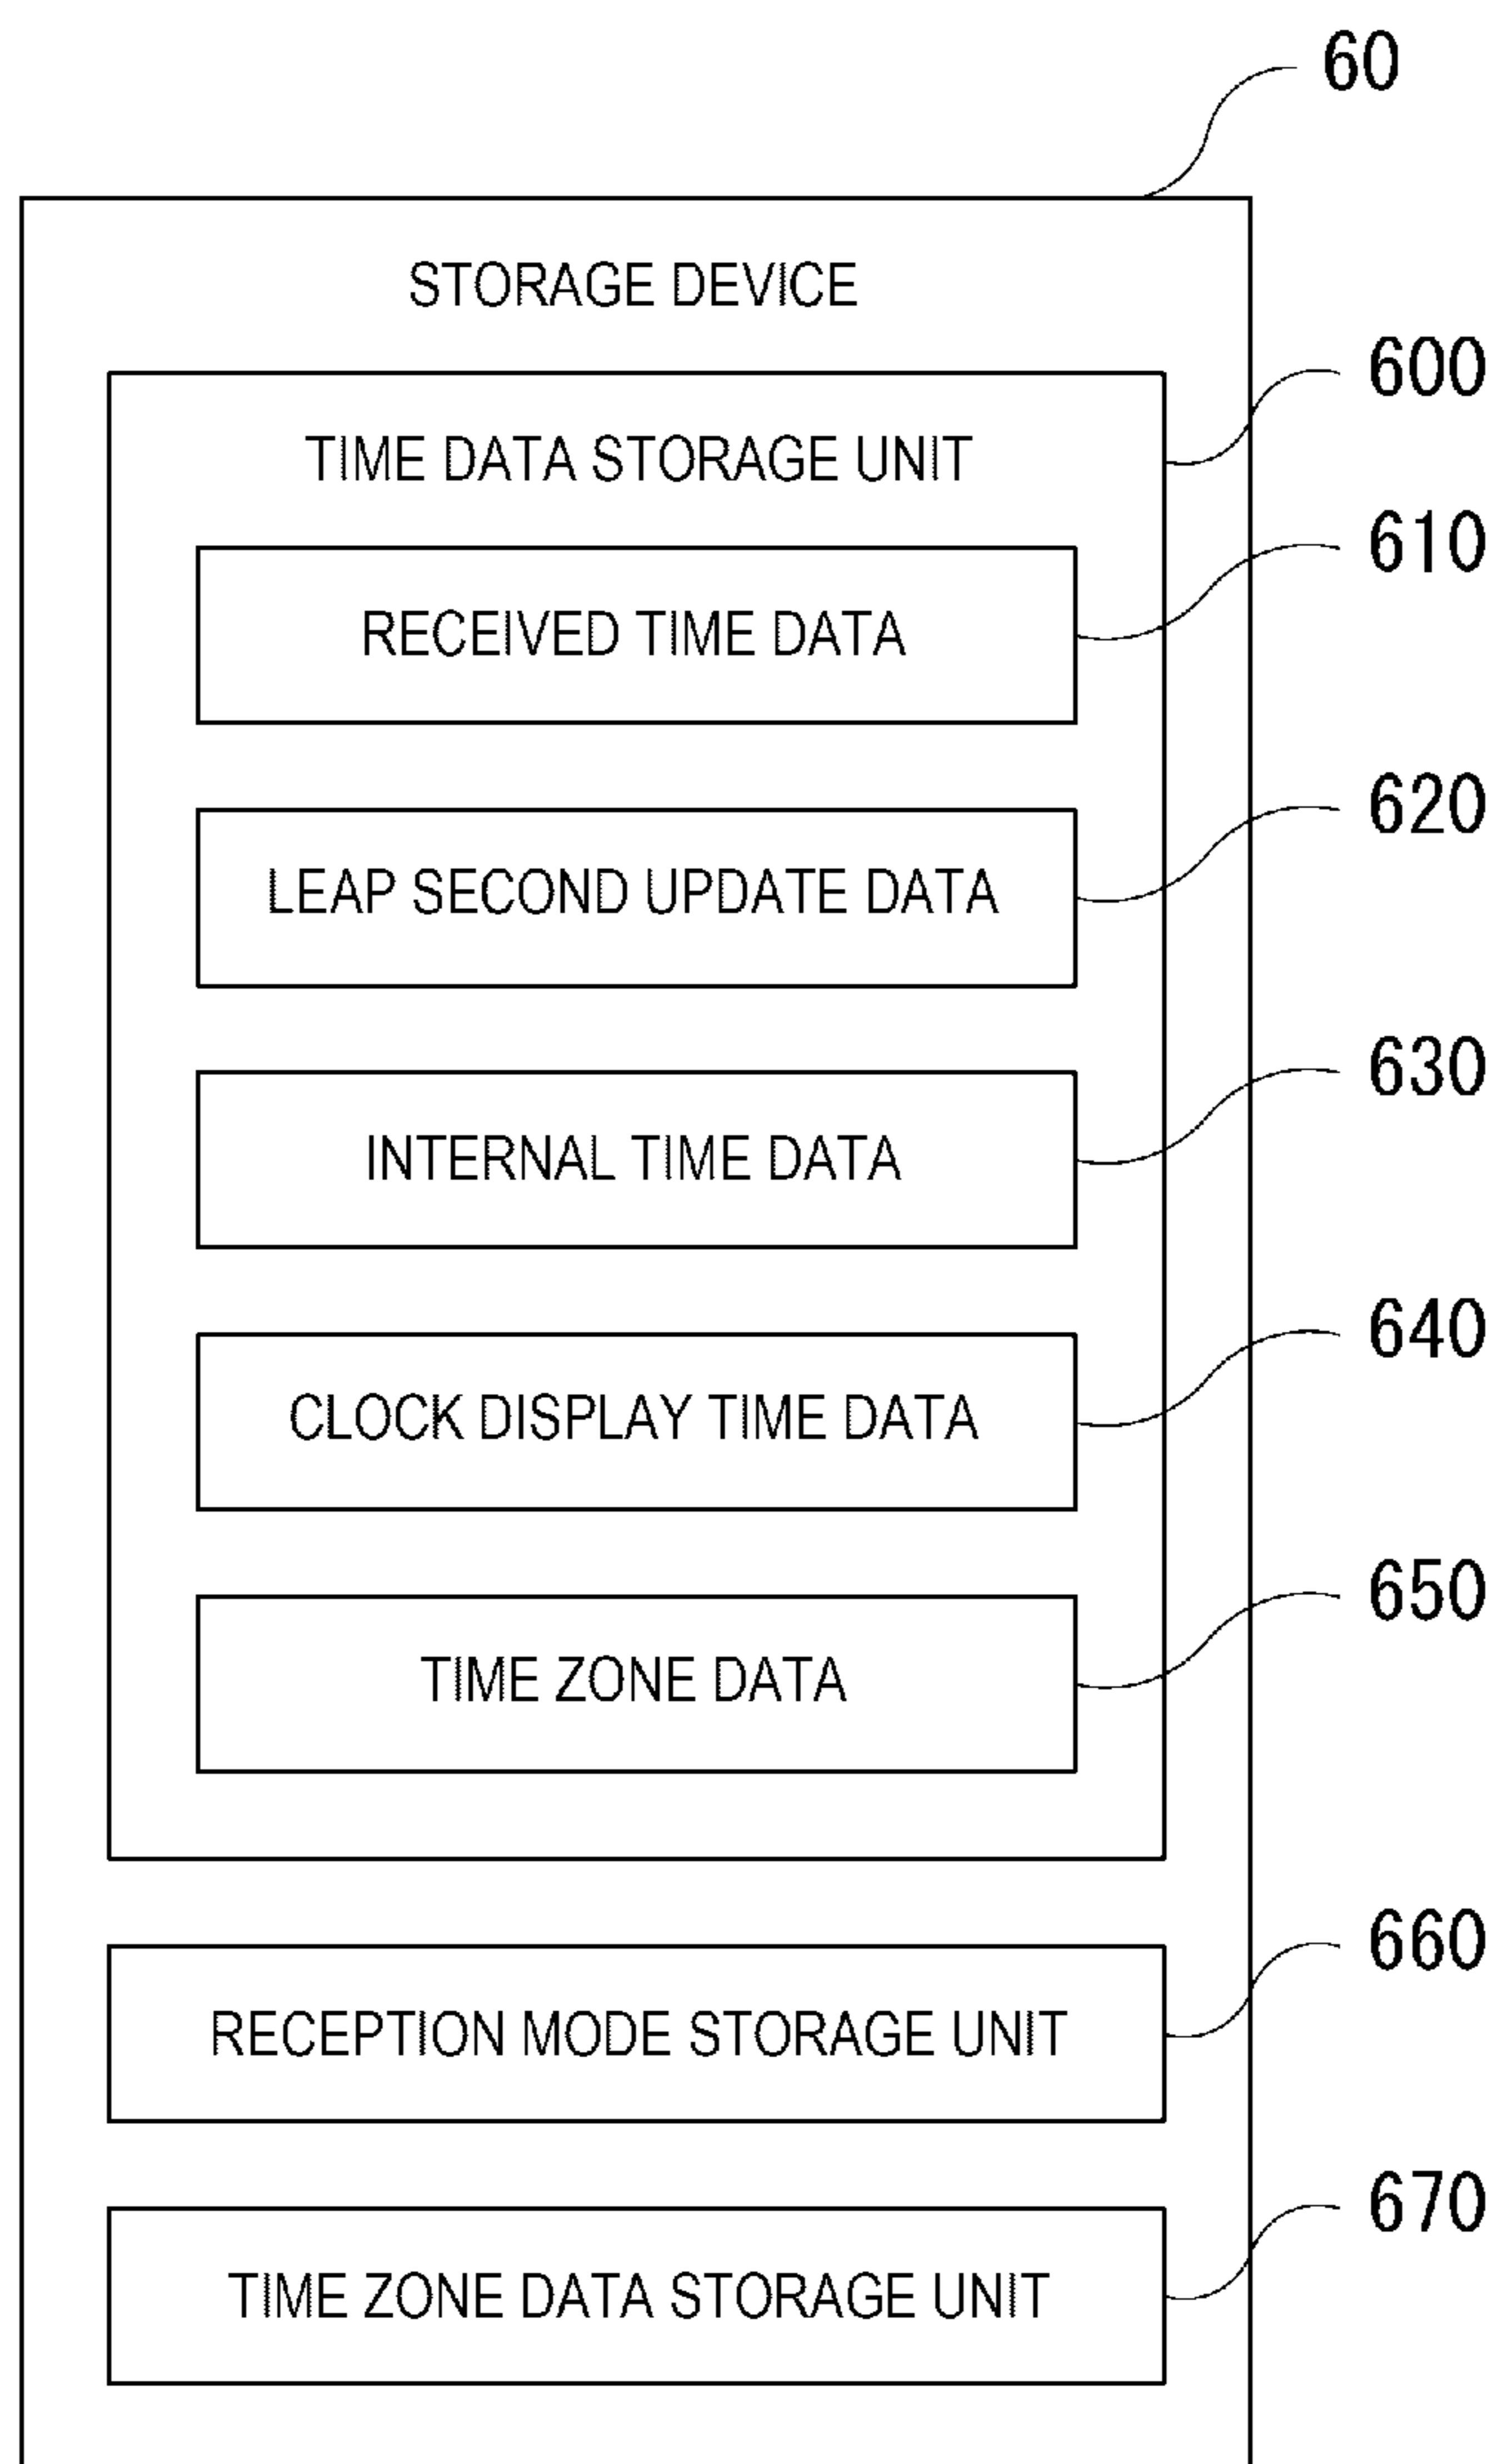 60
STORAGE DEVICE
600
TIME DATA STORAGE UNIT
610
RECEIVED TIME DATA
620
LEAP SECOND UPDATE DATA
630
INTERNAL TIME DATA
640
CLOCK DISPLAY TIME DATA
650
TIME ZONE DATA
660
RECEPTION MODE STORAGE UNIT
670
TIME ZONE DATA STORAGE UNIT